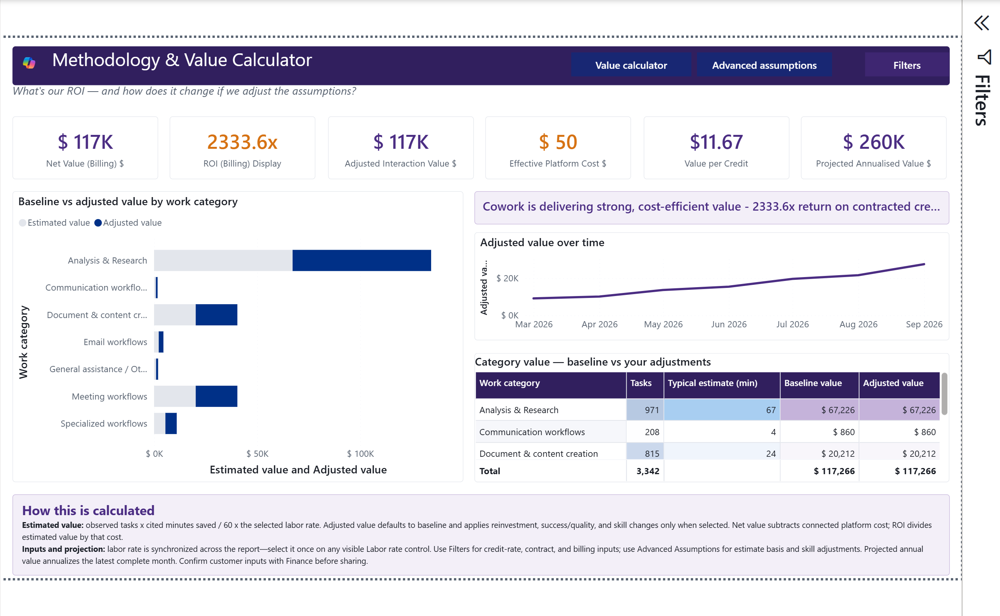 Methodology & Value Calculator
Value calculator
Advanced assumptions
Filters
Filters
What's our ROI — and how does it change if we adjust the assumptions?
$ 117K
Net Value (Billing) $
2333.6x
ROI (Billing) Display
$ 117K
Adjusted Interaction Value $
$ 50
Effective Platform Cost $
$11.67
Value per Credit
$ 260K
Projected Annualised Value $
Baseline vs adjusted value by work category
Estimated value
Adjusted value
Work category
Analysis & Research
Communication workflo...
Document & content cr...
Email workflows
General assistance / Ot...
Meeting workflows
Specialized workflows
$ 0K
$ 50K
$ 100K
Estimated value and Adjusted value
Cowork is delivering strong, cost-efficient value - 2333.6x return on contracted cre...
Adjusted value over time
Adjusted va...
$ 20K
$ 0K
Mar 2026
Apr 2026
May 2026
Jun 2026
Jul 2026
Aug 2026
Sep 2026
Category value — baseline vs your adjustments
Work category Tasks Typical estimate (min) Baseline value Adjusted value
Analysis & Research 971 67 $ 67,226 $ 67,226
Communication workflows 208 4 $ 860 $ 860
Document & content creation 815 24 $ 20,212 $ 20,212
Total 3,342 $ 117,266 $ 117,266
How this is calculated
Estimated value: observed tasks x cited minutes saved / 60 x the selected labor rate. Adjusted value defaults to baseline and applies reinvestment, success/quality, and skill changes only when selected. Net value subtracts connected platform cost; ROI divides
estimated value by that cost.
Inputs and projection: labor rate is synchronized across the report—select it once on any visible Labor rate control. Use Filters for credit-rate, contract, and billing inputs; use Advanced Assumptions for estimate basis and skill adjustments. Projected annual
value annualizes the latest complete month. Confirm customer inputs with Finance before sharing.